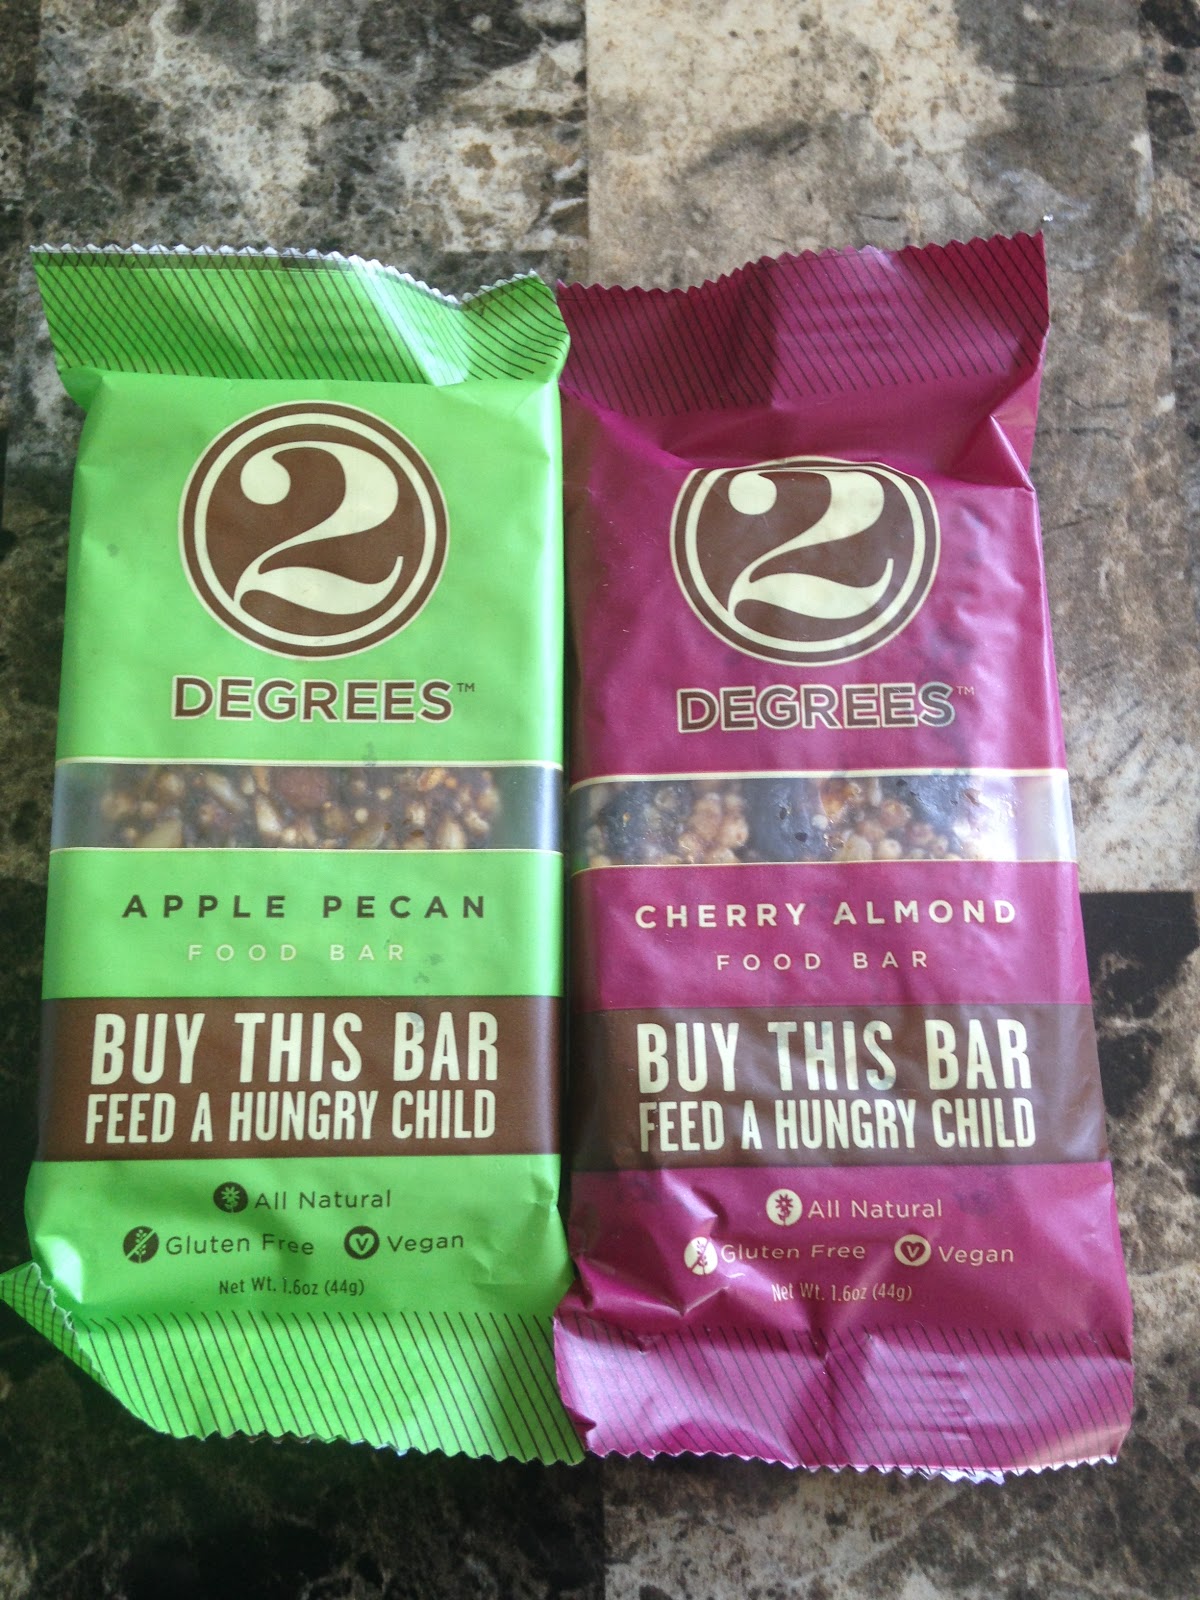 2
DEGREES™
APPLE PECAN
FOOD BAR
BUY THIS BAR
FEED A HUNGRY CHILD
All Natural
Gluten Free
Vegan
Net Wt. 1.6oz (44g)
2
DEGREES™
CHERRY ALMOND
FOOD BAR
BUY THIS BAR
FEED A HUNGRY CHILD
All Natural
Gluten Free
V Vegan
Net Wt. 1.6oz (44g)